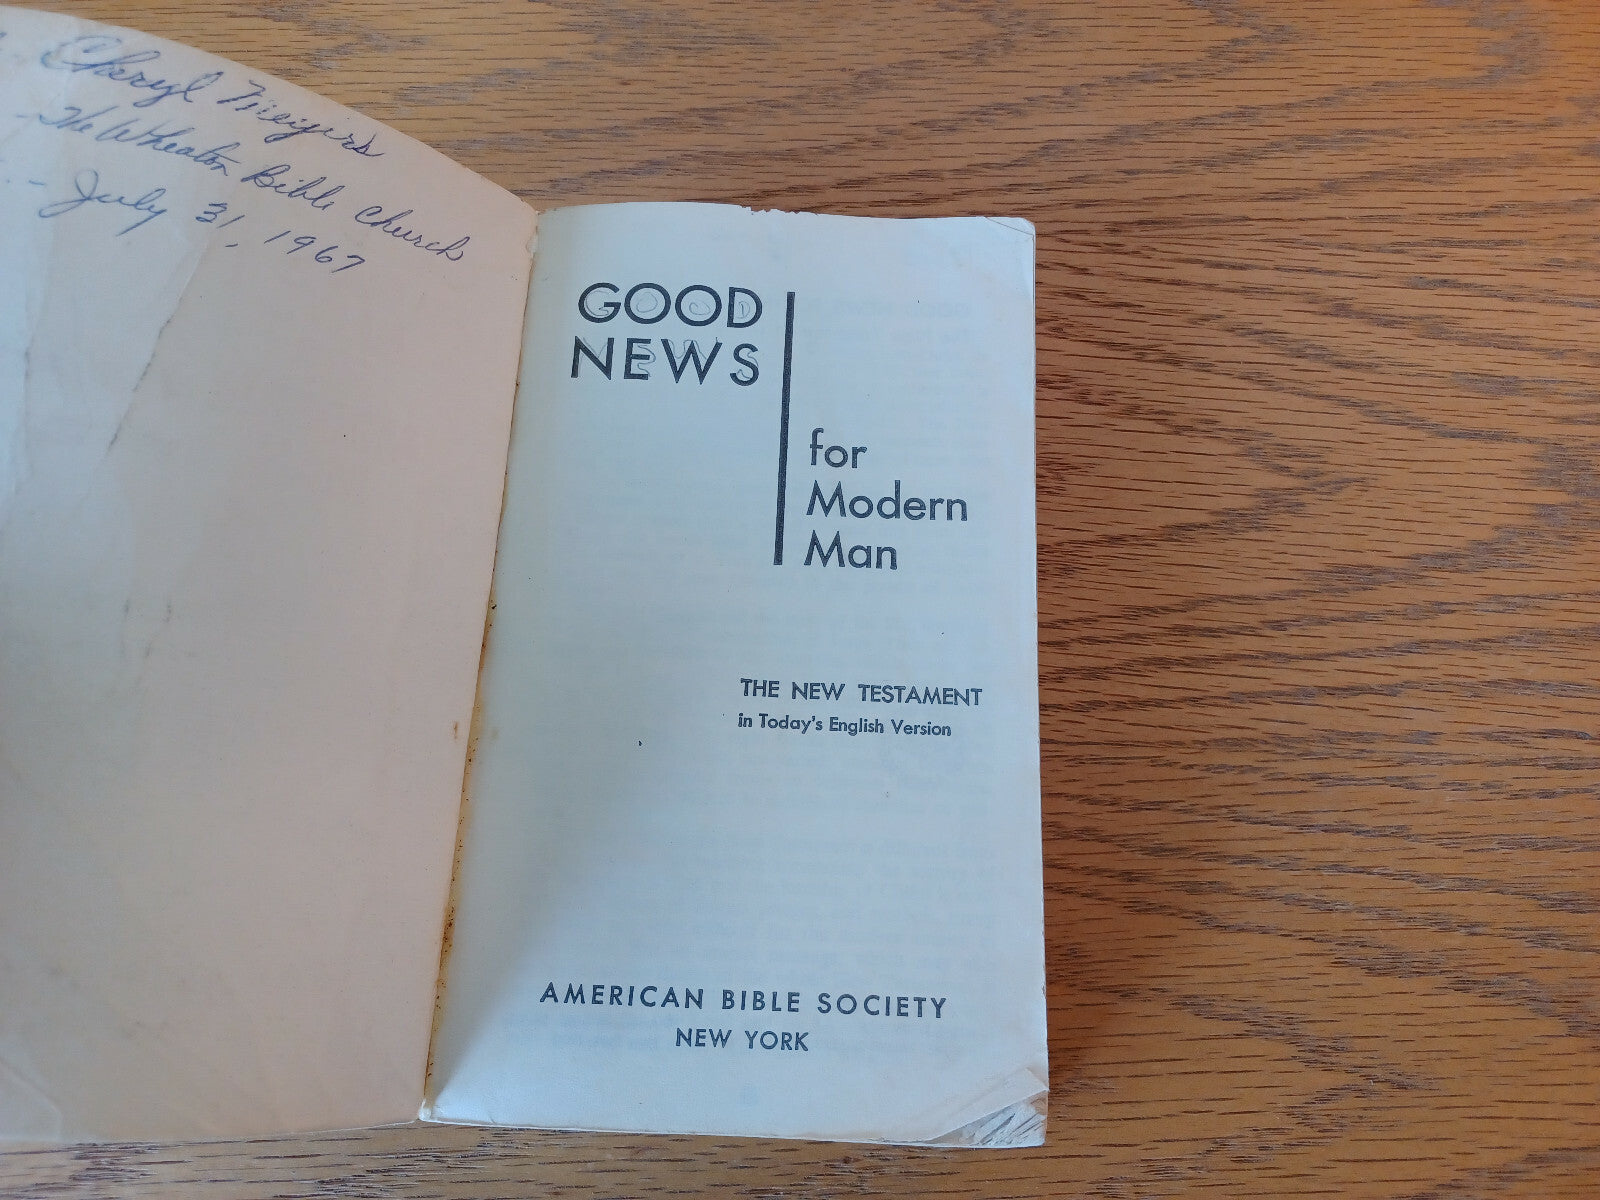 - Cheryl Meyers
- The Wheaton Bible Church
- July 31, 1967
GOOD
NEWS
for
Modern
Man
THE NEW TESTAMENT
in Today's English Version
AMERICAN BIBLE SOCIETY
NEW YORK